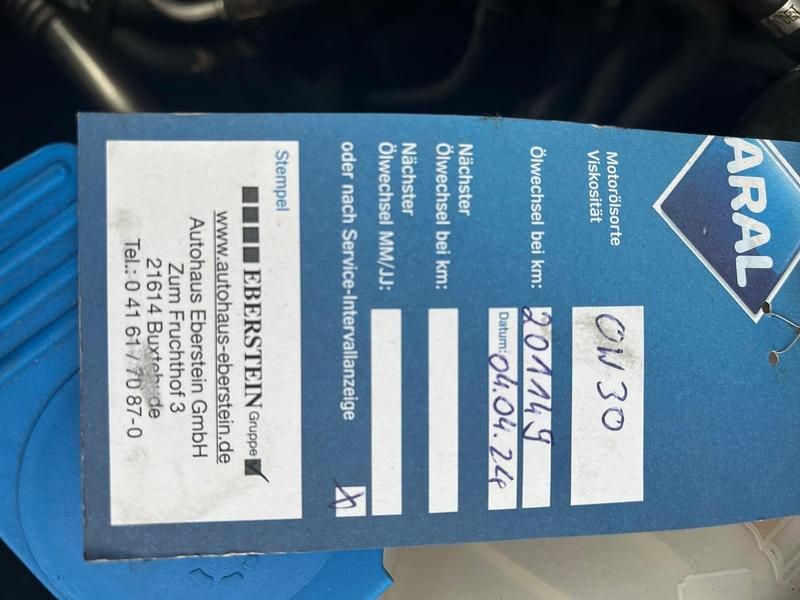 ARAL
Motorölsorte
Viskosität
0W30
Ölwechsel bei km:
201149
Datum: 04.04.24
Nächster
Ölwechsel bei km:
Nächster
Ölwechsel MM/JJ:
oder nach Service-Intervallanzeige
X
Stempel
EBERSTEIN Gruppe
www.autohaus-eberstein.de
Autohaus Eberstein GmbH
Zum Fruchthof 3
21614 Buxtehude
Tel.: 0 41 61 / 70 87-0